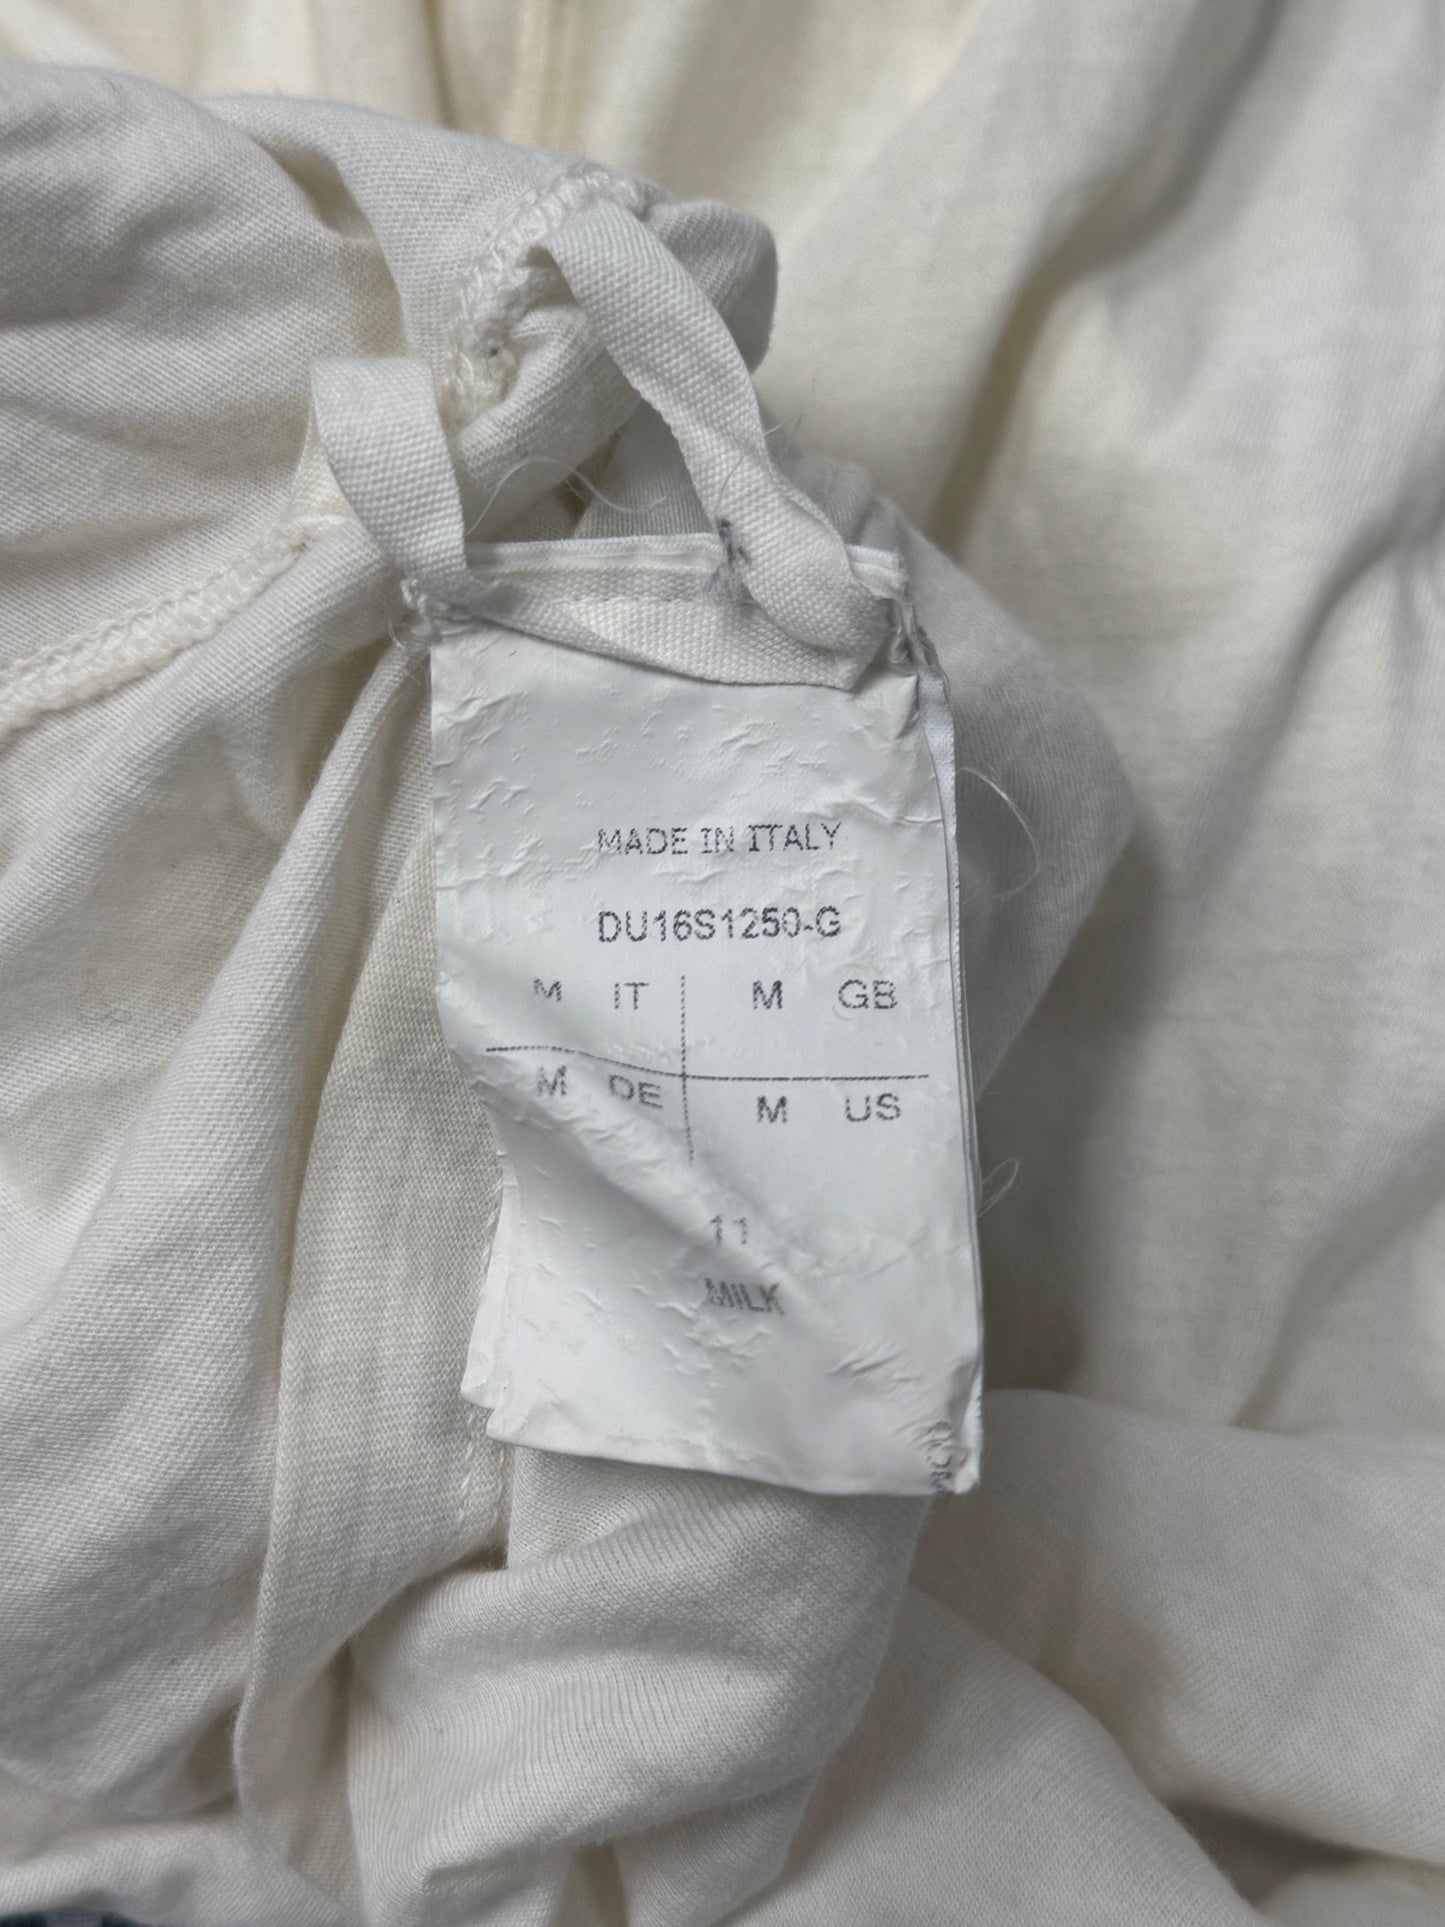 MADE IN ITALY
DU16S1250-G
M IT M GB
M DE M US
11
MILK